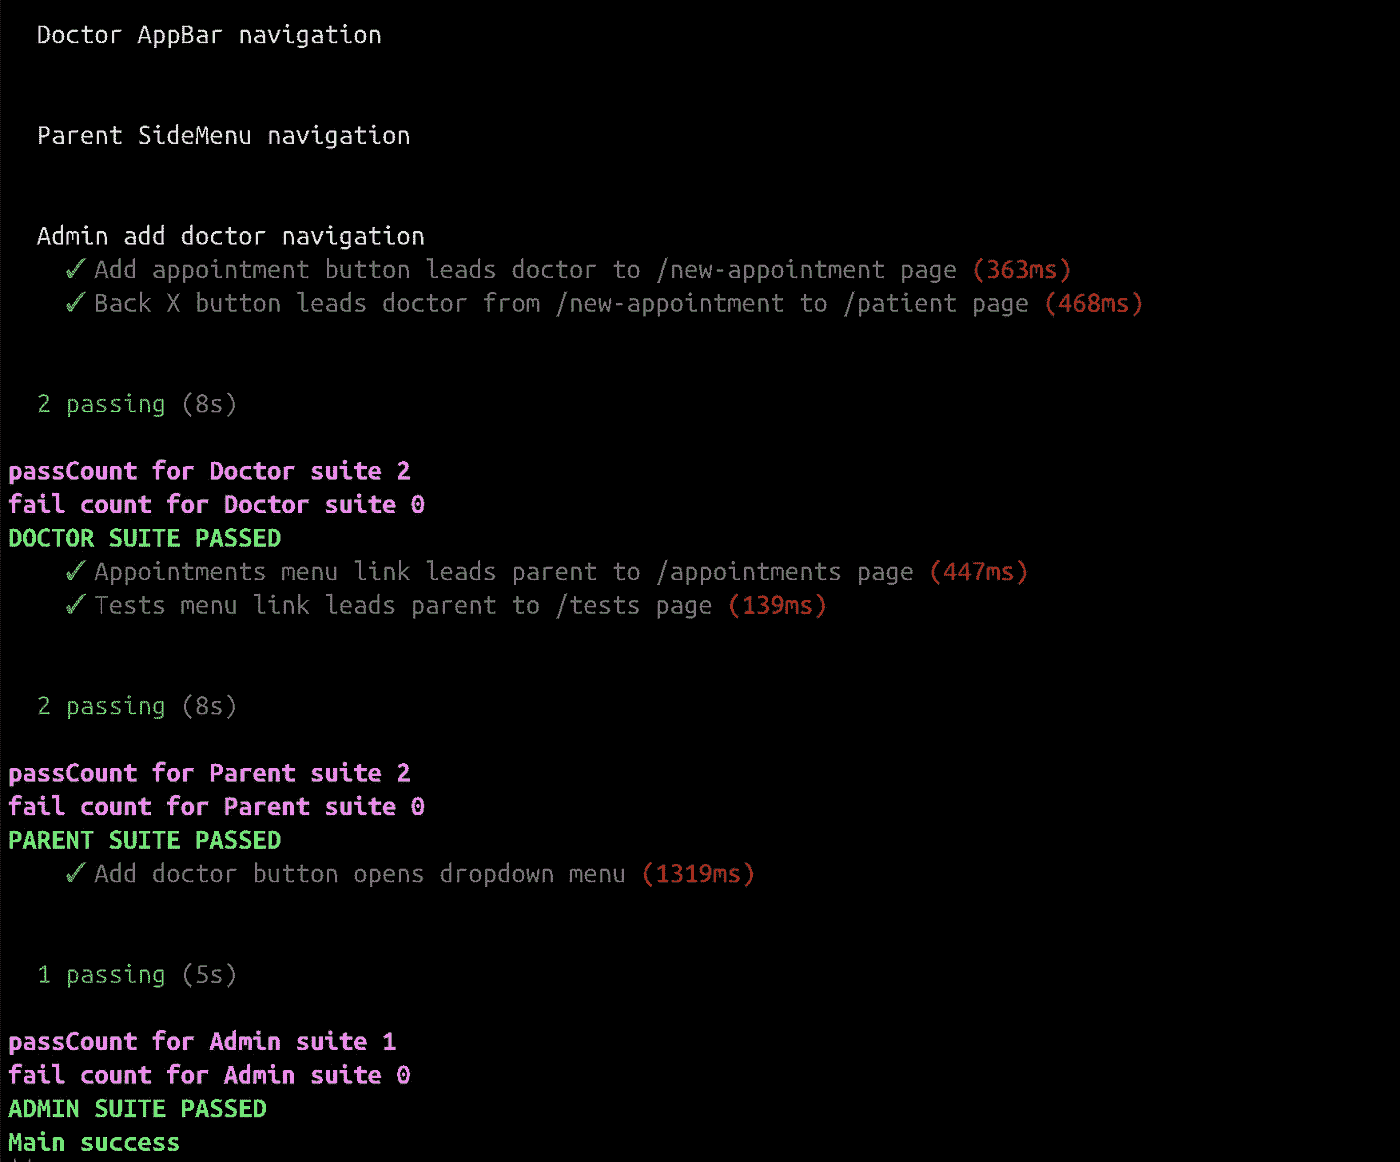 Doctor AppBar navigation
Parent SideMenu navigation
Admin add doctor navigation
✓ Add appointment button leads doctor to /new-appointment page (363ms)
✓ Back X button leads doctor from /new-appointment to /patient page (468ms)
2 passing (8s)
passCount for Doctor suite 2
fail count for Doctor suite 0
DOCTOR SUITE PASSED
✓ Appointments menu link leads parent to /appointments page (447ms)
✓ Tests menu link leads parent to /tests page (139ms)
2 passing (8s)
passCount for Parent suite 2
fail count for Parent suite 0
PARENT SUITE PASSED
✓ Add doctor button opens dropdown menu (1319ms)
1 passing (5s)
passCount for Admin suite 1
fail count for Admin suite 0
ADMIN SUITE PASSED
Main success